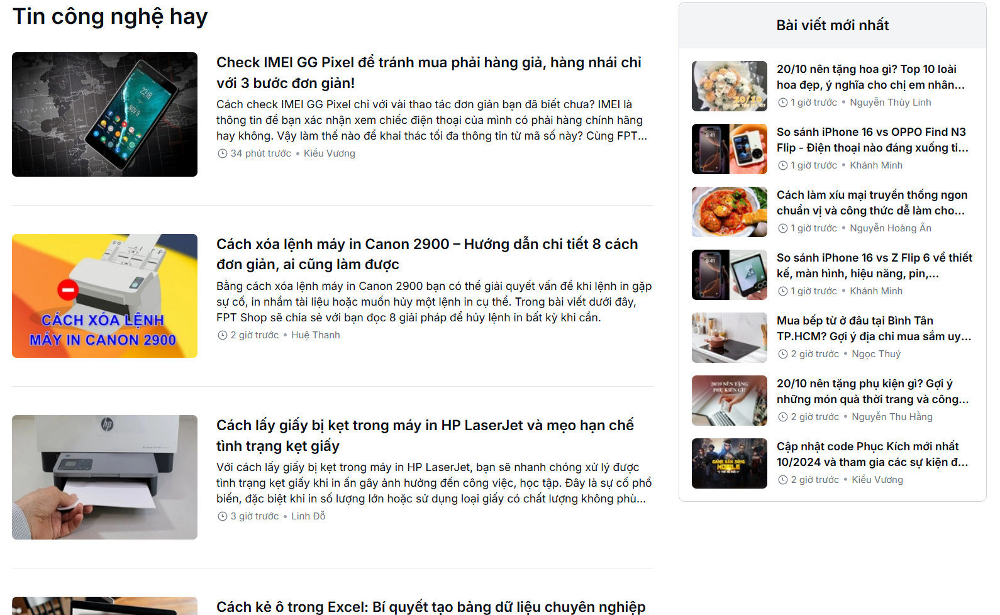 Tin công nghệ hay
23:18
NOV 9
Check IMEI GG Pixel để tránh mua phải hàng giả, hàng nhái chỉ
với 3 bước đơn giản!
Cách check IMEI GG Pixel chỉ với vài thao tác đơn giản bạn đã biết chưa? IMEI là
thông tin để bạn xác nhận xem chiếc điện thoại của mình có phải hàng chính hãng
hay không. Vậy làm thế nào để khai thác tối đa thông tin từ mã số này? Cùng FPT...
34 phút trước • Kiều Vương
CÁCH XÓA LỆNH
MÁY IN CANON 2900
Cách xóa lệnh máy in Canon 2900 – Hướng dẫn chi tiết 8 cách
đơn giản, ai cũng làm được
Bằng cách xóa lệnh máy in Canon 2900 bạn có thể giải quyết vấn đề khi lệnh in gặp
sự cố, in nhầm tài liệu hoặc muốn hủy một lệnh in cụ thể. Trong bài viết dưới đây,
FPT Shop sẽ chia sẻ với bạn đọc 8 giải pháp để hủy lệnh in bất kỳ khi cần.
2 giờ trước • Huệ Thanh
hp
Cách lấy giấy bị kẹt trong máy in HP LaserJet và mẹo hạn chế
tình trạng kẹt giấy
Với cách lấy giấy bị kẹt trong máy in HP LaserJet, bạn sẽ nhanh chóng xử lý được
tình trạng kẹt giấy khi in ấn gây ảnh hưởng đến công việc, học tập. Đây là sự cố phổ
biến, đặc biệt khi in số lượng lớn hoặc sử dụng loại giấy có chất lượng không phù...
3 giờ trước • Linh Đỗ
Cách kẻ ô trong Excel: Bí quyết tạo bảng dữ liệu chuyên nghiệp
Bài viết mới nhất
20/10
20/10 nên tặng hoa gì? Top 10 loài
hoa đẹp, ý nghĩa cho chị em nhân...
1 giờ trước • Nguyễn Thùy Linh
9:41
So sánh iPhone 16 vs OPPO Find N3
Flip - Điện thoại nào đáng xuống ti...
1 giờ trước • Khánh Minh
Cách làm xíu mại truyền thống ngon
chuẩn vị và công thức dễ làm cho...
1 giờ trước • Nguyễn Hoàng Ân
9:41
So sánh iPhone 16 vs Z Flip 6 về thiết
kế, màn hình, hiệu năng, pin,...
1 giờ trước • Khánh Minh
Mua bếp từ ở đâu tại Bình Tân
TP.HCM? Gợi ý địa chỉ mua sắm uy...
2 giờ trước • Ngọc Thuý
20/10 NÊN TẶNG
PHỤ KIỆN GÌ?
20/10 nên tặng phụ kiện gì? Gợi ý
những món quà thời trang và công...
2 giờ trước • Nguyễn Thu Hằng
GAME BẮN SÚNG
MOBILE
Cập nhật code Phục Kích mới nhất
10/2024 và tham gia các sự kiện đ...
2 giờ trước • Kiều Vương